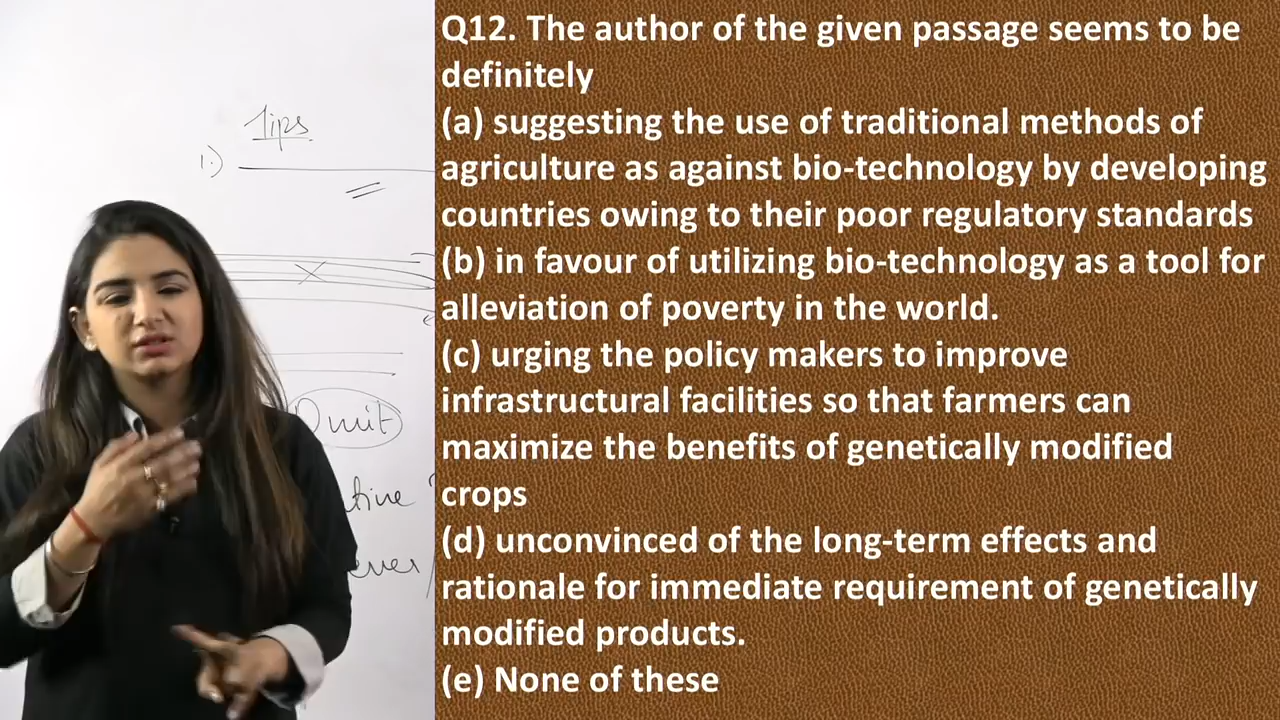 Tips
1.)
Omit
Q12. The author of the given passage seems to be
definitely
(a) suggesting the use of traditional methods of
agriculture as against bio-technology by developing
countries owing to their poor regulatory standards
(b) in favour of utilizing bio-technology as a tool for
alleviation of poverty in the world.
(c) urging the policy makers to improve
infrastructural facilities so that farmers can
maximize the benefits of genetically modified
crops
(d) unconvinced of the long-term effects and
rationale for immediate requirement of genetically
modified products.
(e) None of these